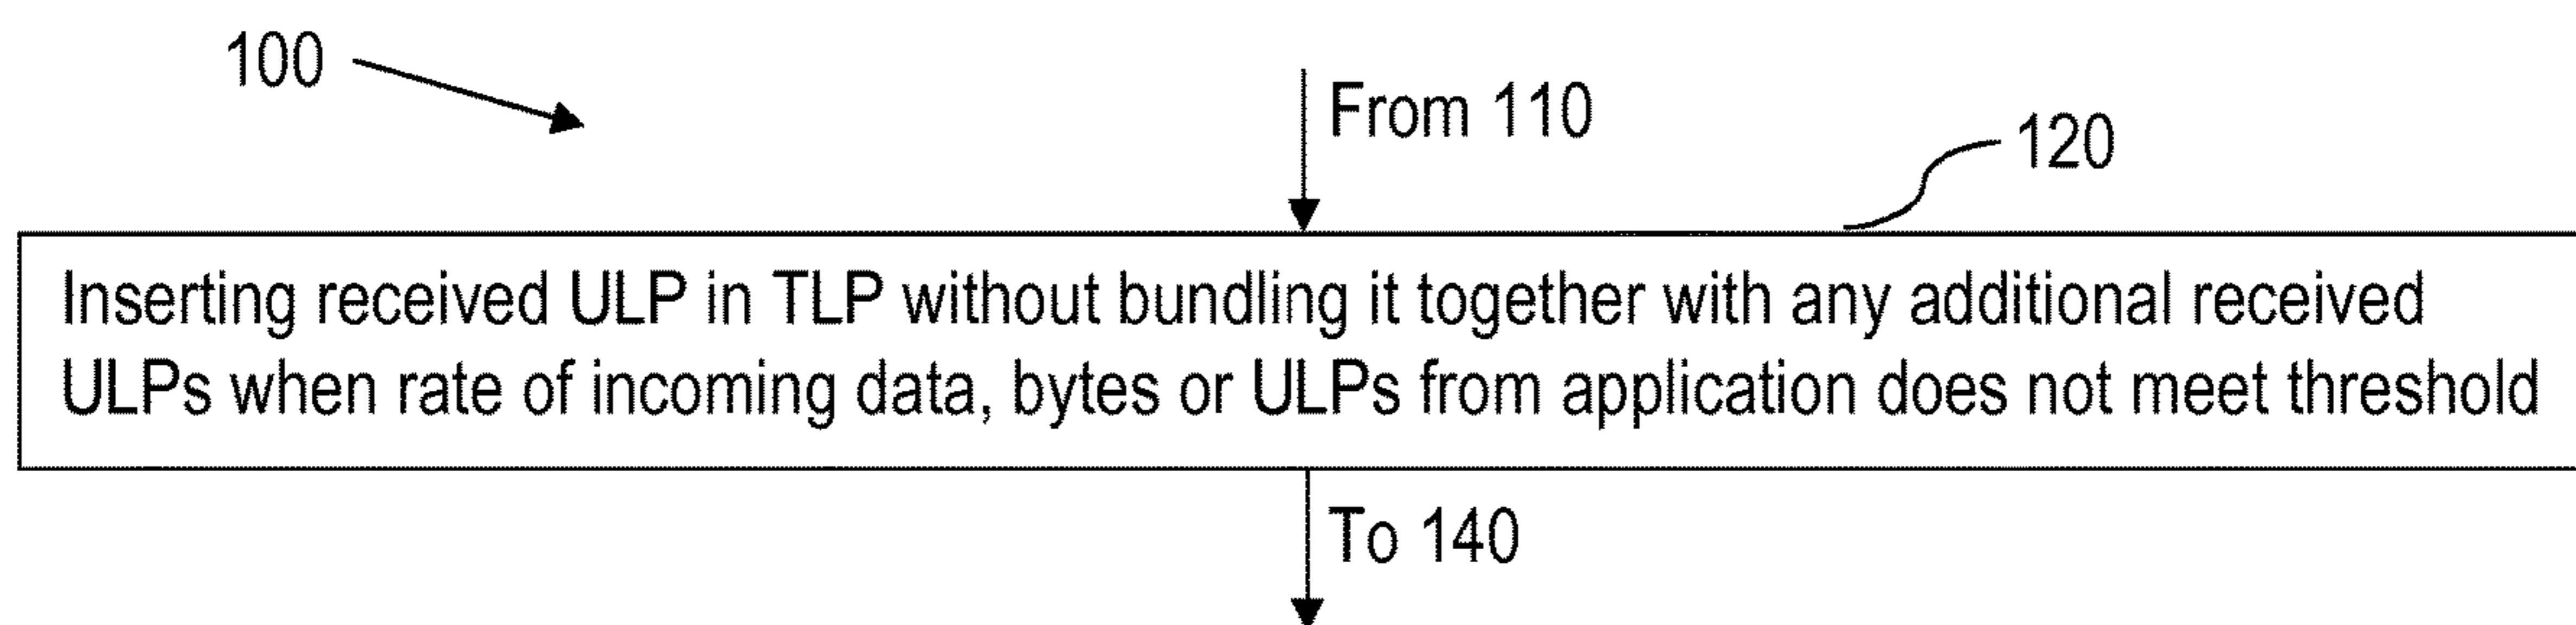 100
From 110
120
Inserting received ULP in TLP without bundling it together with any additional received
ULPs when rate of incoming data, bytes or ULPs from application does not meet threshold
To 140